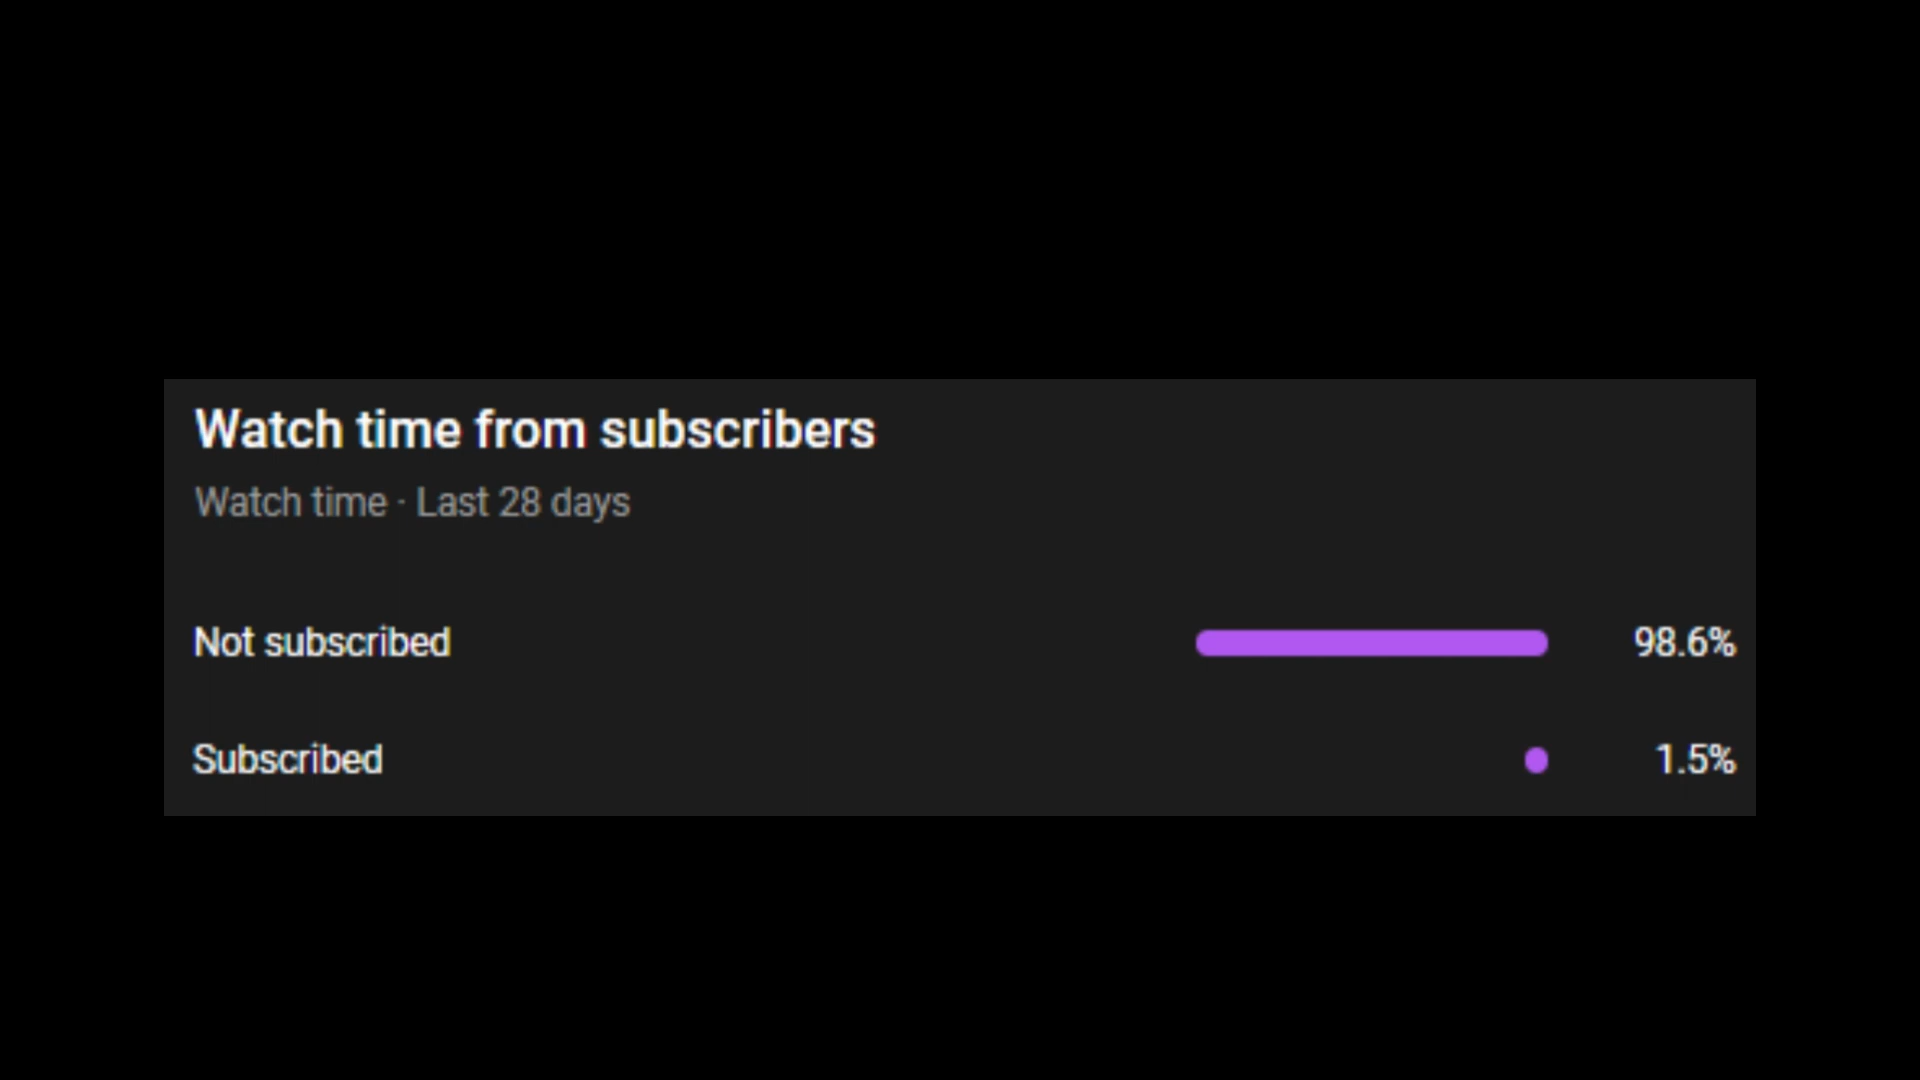 Watch time from subscribers
Watch time · Last 28 days
Not subscribed 98.6%
Subscribed 1.5%